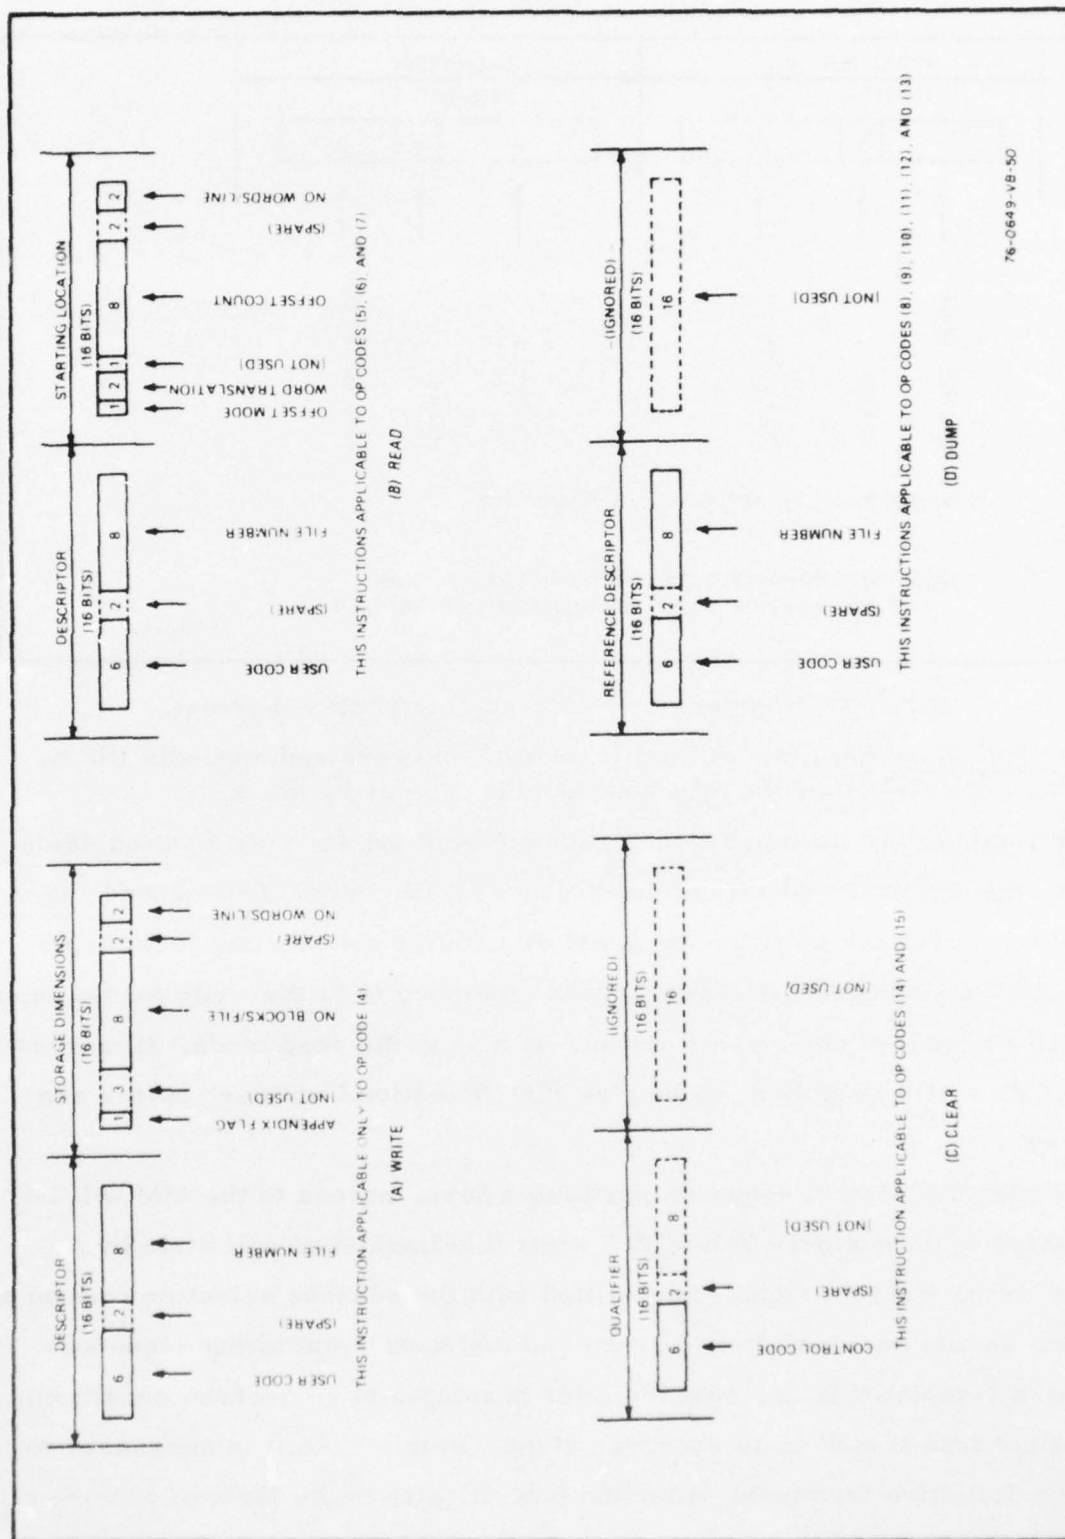 DESCRIPTOR
(16 BITS)
6
2
8
USER CODE
(SPARE)
FILE NUMBER
STORAGE DIMENSIONS
(16 BITS)
1
3
8
2
2
APPENDIX FLAG
(NOT USED)
NO BLOCKS/FILE
(SPARE)
NO WORDS LINE
THIS INSTRUCTION APPLICABLE ONLY TO OP CODE (4)
(A) WRITE
DESCRIPTOR
(16 BITS)
6
2
8
USER CODE
(SPARE)
FILE NUMBER
STARTING LOCATION
(16 BITS)
1
2
1
8
2
2
OFFSET MODE
WORD TRANSLATION
(NOT USED)
OFFSET COUNT
(SPARE)
NO WORDS LINE
THIS INSTRUCTIONS APPLICABLE TO OP CODES (5), (6), AND (7)
(B) READ
QUALIFIER
(16 BITS)
6
2
8
CONTROL CODE
(SPARE)
[NOT USED]
(IGNORED)
(16 BITS)
16
(NOT USED)
THIS INSTRUCTION APPLICABLE TO OP CODES (14) AND (15)
(C) CLEAR
REFERENCE DESCRIPTOR
(16 BITS)
6
2
8
USER CODE
(SPARE)
FILE NUMBER
(IGNORED)
(16 BITS)
16
[NOT USED]
THIS INSTRUCTIONS APPLICABLE TO OP CODES (8), (9), (10), (11), (12), AND (13)
(D) DUMP
76-0649-VB-50